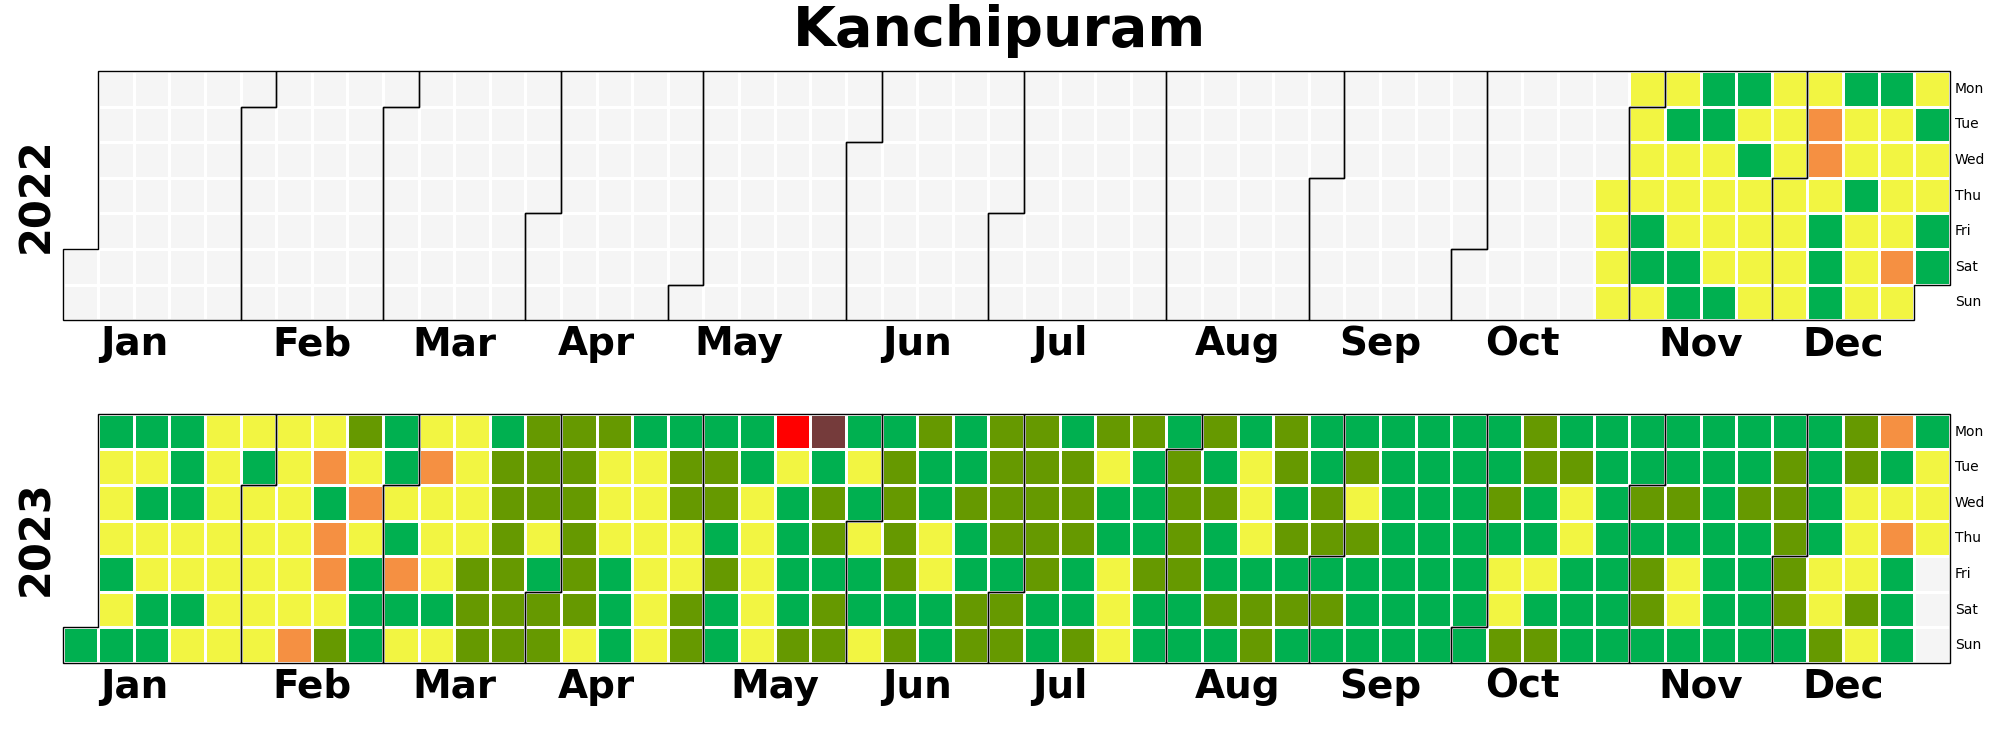 Kanchipuram
2022
Mon
Tue
Wed
Thu
Fri
Sat
Sun
Jan Feb Mar Apr May Jun Jul Aug Sep Oct Nov Dec
2023
Mon
Tue
Wed
Thu
Fri
Sat
Sun
Jan Feb Mar Apr May Jun Jul Aug Sep Oct Nov Dec